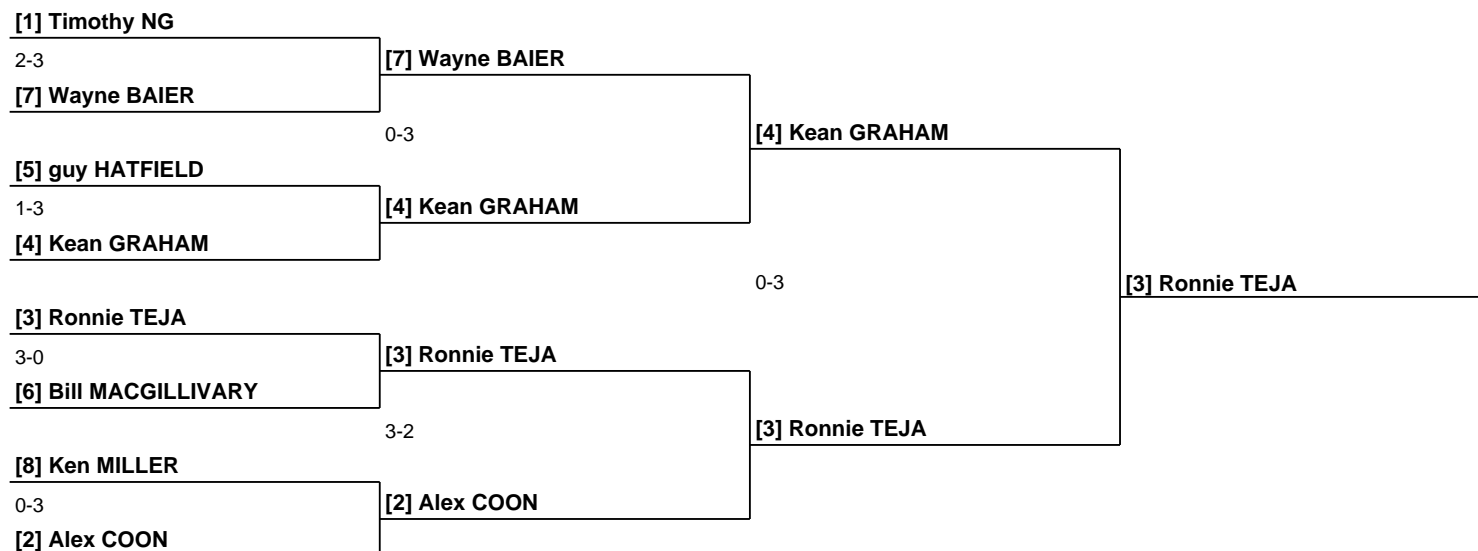 [1] Timothy NG
2-3
[7] Wayne BAIER
[7] Wayne BAIER
0-3
[4] Kean GRAHAM
[5] guy HATFIELD
1-3
[4] Kean GRAHAM
[4] Kean GRAHAM
0-3
[3] Ronnie TEJA
[3] Ronnie TEJA
3-0
[3] Ronnie TEJA
[6] Bill MACGILLIVARY
3-2
[3] Ronnie TEJA
[8] Ken MILLER
0-3
[2] Alex COON
[2] Alex COON